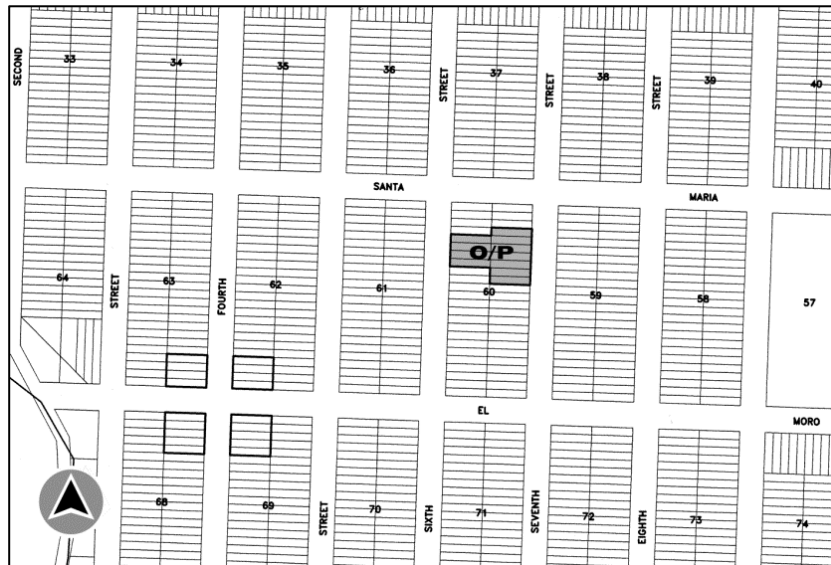 SECOND
33
34
35
36
STREET
37
STREET
38
STREET
39
40
SANTA
MARIA
64
STREET
63
FOURTH
62
61
O/P
60
59
58
57
EL
MORO
68
69
STREET
70
SIXTH
71
SEVENTH
72
EIGHTH
73
74